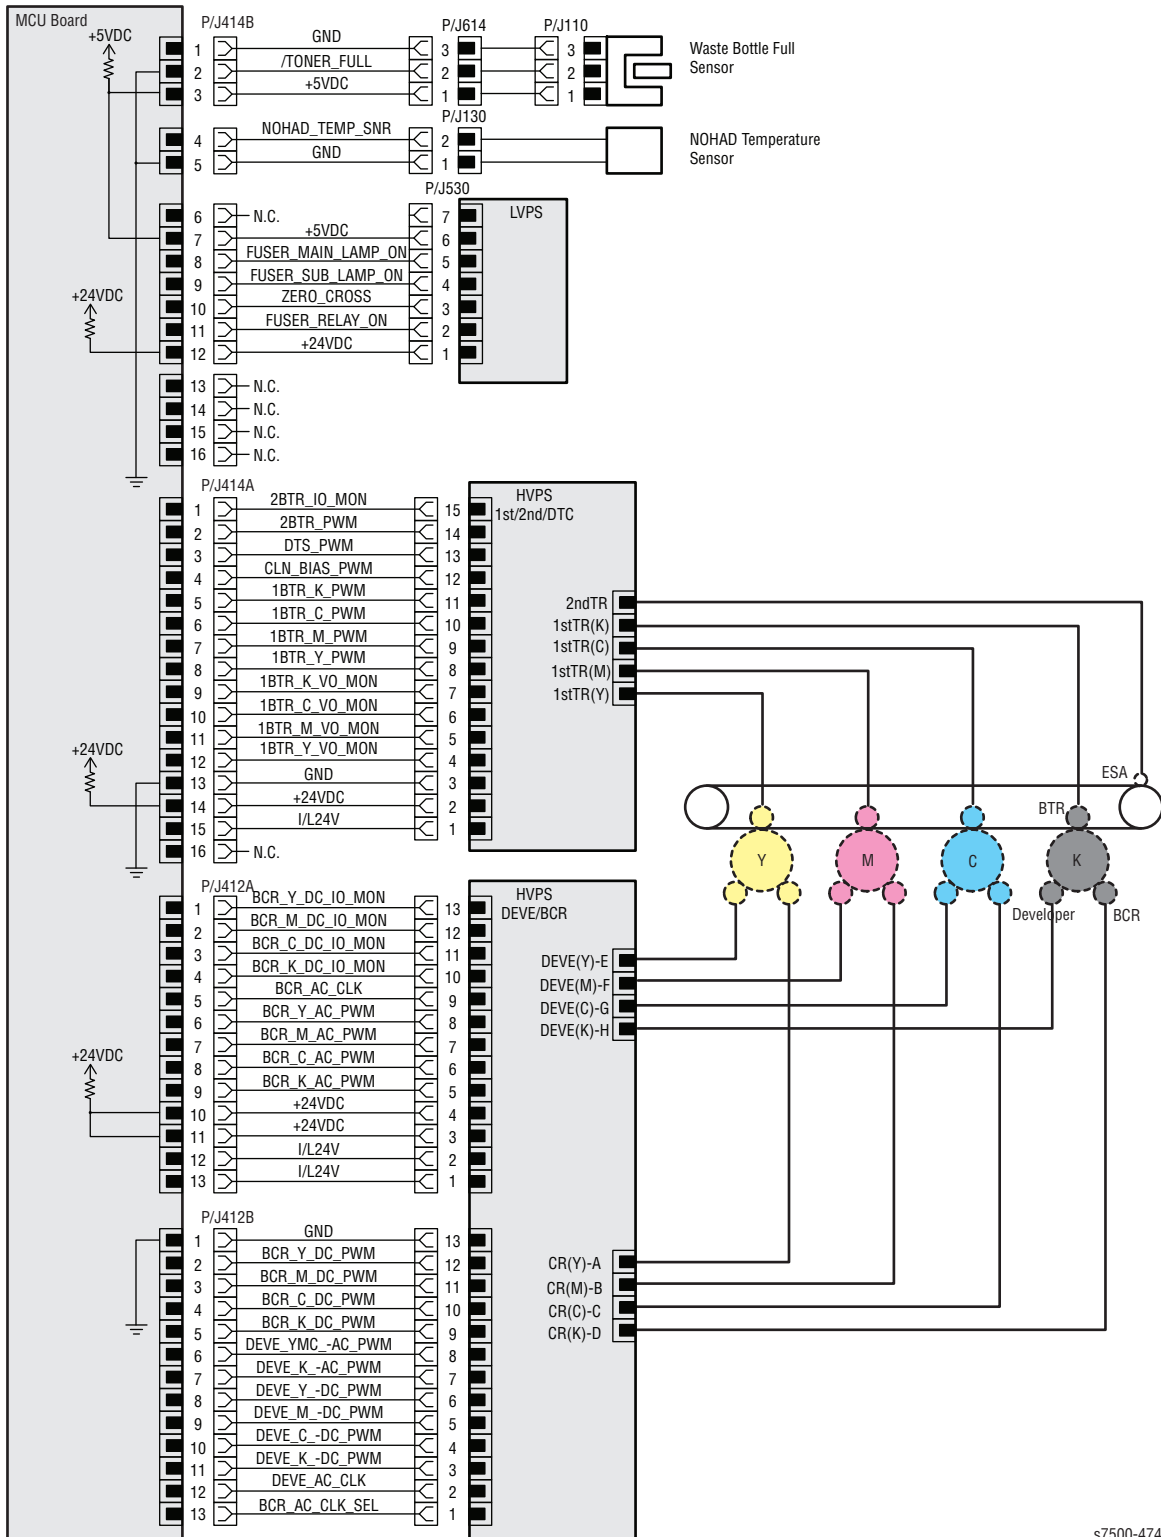 MCU Board
+5VDC
P/J414B
P/J614
P/J110
1 GND 3 3
2 /TONER_FULL 2 2
3 +5VDC 1 1
Waste Bottle Full
Sensor
P/J130
4 NOHAD_TEMP_SNR 2
5 GND 1
NOHAD Temperature
Sensor
P/J530
LVPS
6 N.C. 7
7 +5VDC 6
8 FUSER_MAIN_LAMP_ON 5
9 FUSER_SUB_LAMP_ON 4
+24VDC
10 ZERO_CROSS 3
11 FUSER_RELAY_ON 2
12 +24VDC 1
13 N.C.
14 N.C.
15 N.C.
16 N.C.
P/J414A
HVPS
1st/2nd/DTC
1 2BTR_IO_MON 15
2 2BTR_PWM 14
3 DTS_PWM 13
4 CLN_BIAS_PWM 12
5 1BTR_K_PWM 11
6 1BTR_C_PWM 10
7 1BTR_M_PWM 9
8 1BTR_Y_PWM 8
9 1BTR_K_VO_MON 7
10 1BTR_C_VO_MON 6
11 1BTR_M_VO_MON 5
12 1BTR_Y_VO_MON 4
+24VDC
13 GND 3
14 +24VDC 2
15 I/L24V 1
16 N.C.
2ndTR
1stTR(K)
1stTR(C)
1stTR(M)
1stTR(Y)
ESA
BTR
Y M C K
Developer BCR
P/J412A
HVPS
DEVE/BCR
1 BCR_Y_DC_IO_MON 13
2 BCR_M_DC_IO_MON 12
3 BCR_C_DC_IO_MON 11
4 BCR_K_DC_IO_MON 10
5 BCR_AC_CLK 9
6 BCR_Y_AC_PWM 8
7 BCR_M_AC_PWM 7
+24VDC
8 BCR_C_AC_PWM 6
9 BCR_K_AC_PWM 5
10 +24VDC 4
11 +24VDC 3
12 I/L24V 2
13 I/L24V 1
DEVE(Y)-E
DEVE(M)-F
DEVE(C)-G
DEVE(K)-H
P/J412B
1 GND 13
2 BCR_Y_DC_PWM 12
3 BCR_M_DC_PWM 11
4 BCR_C_DC_PWM 10
5 BCR_K_DC_PWM 9
6 DEVE_YMC_-AC_PWM 8
7 DEVE_K_-AC_PWM 7
8 DEVE_Y_-DC_PWM 6
9 DEVE_M_-DC_PWM 5
10 DEVE_C_-DC_PWM 4
11 DEVE_K_-DC_PWM 3
12 DEVE_AC_CLK 2
13 BCR_AC_CLK_SEL 1
CR(Y)-A
CR(M)-B
CR(C)-C
CR(K)-D
s7500-474